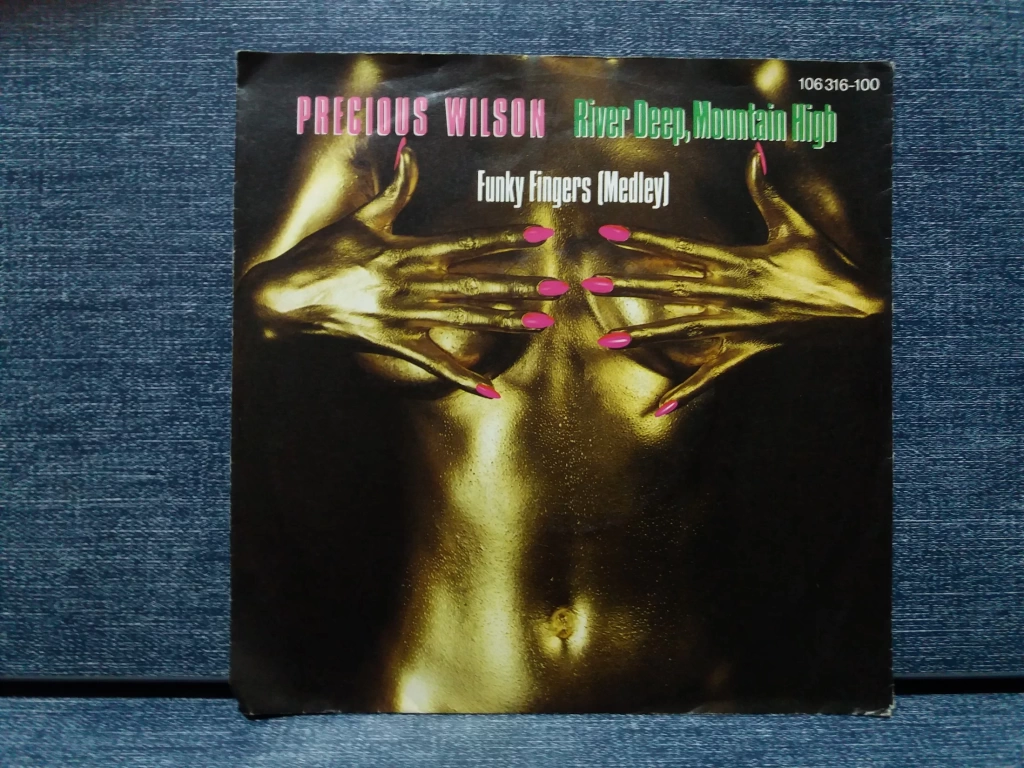 106 316-100
PRECIOUS WILSON River Deep, Mountain High
Funky Fingers (Medley)